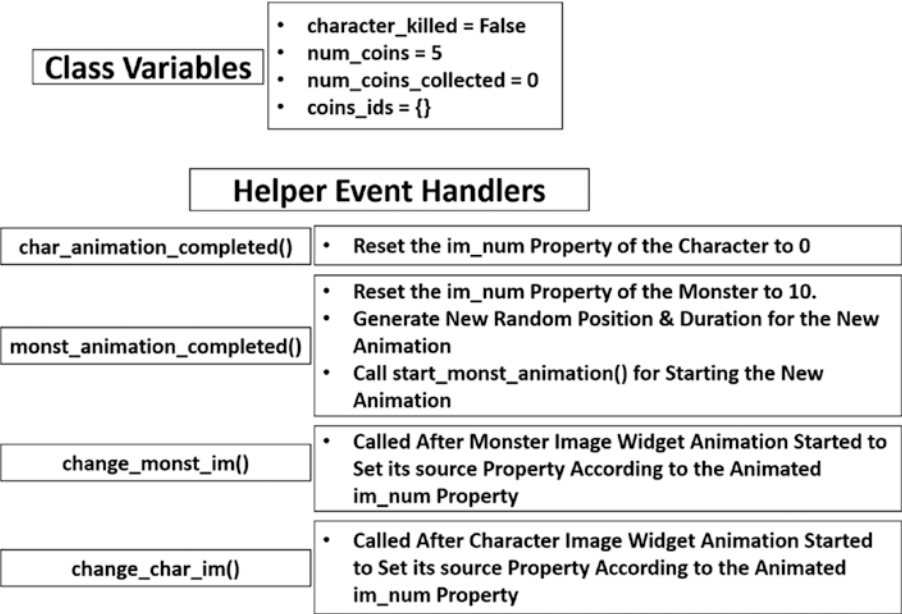 Class Variables
• character_killed = False
• num_coins = 5
• num_coins_collected = 0
• coins_ids = {}
Helper Event Handlers
char_animation_completed()
• Reset the im_num Property of the Character to 0
monst_animation_completed()
• Reset the im_num Property of the Monster to 10.
• Generate New Random Position & Duration for the New
Animation
• Call start_monst_animation() for Starting the New
Animation
change_monst_im()
• Called After Monster Image Widget Animation Started to
Set its source Property According to the Animated
im_num Property
change_char_im()
• Called After Character Image Widget Animation Started
to Set its source Property According to the Animated
im_num Property